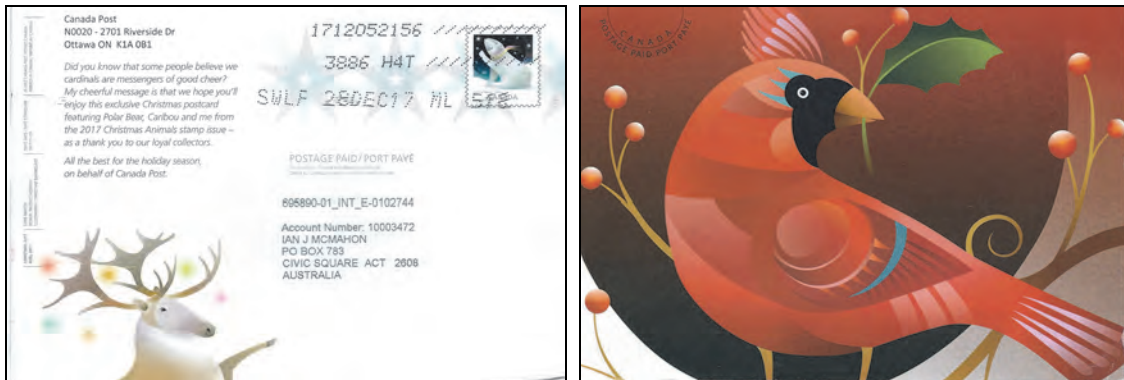 Canada Post
N0020 - 2701 Riverside Dr
Ottawa ON K1A 0B1
Did you know that some people believe we
cardinals are messengers of good cheer?
My cheerful message is that we hope you'll
enjoy this exclusive Christmas postcard
featuring Polar Bear, Caribou and me from
the 2017 Christmas Animals stamp issue –
as a thank you to our loyal collectors.
All the best for the holiday season,
on behalf of Canada Post.
1712052156
3886 H4T
SWLF 28DEC17 ML 518
POSTAGE PAID/PORT PAYÉ
695890-01_INT_E-0102744
Account Number: 10003472
IAN J MCMAHON
PO BOX 783
CIVIC SQUARE ACT 2608
AUSTRALIA
CANADA
POSTAGE PAID PORT PAYÉ